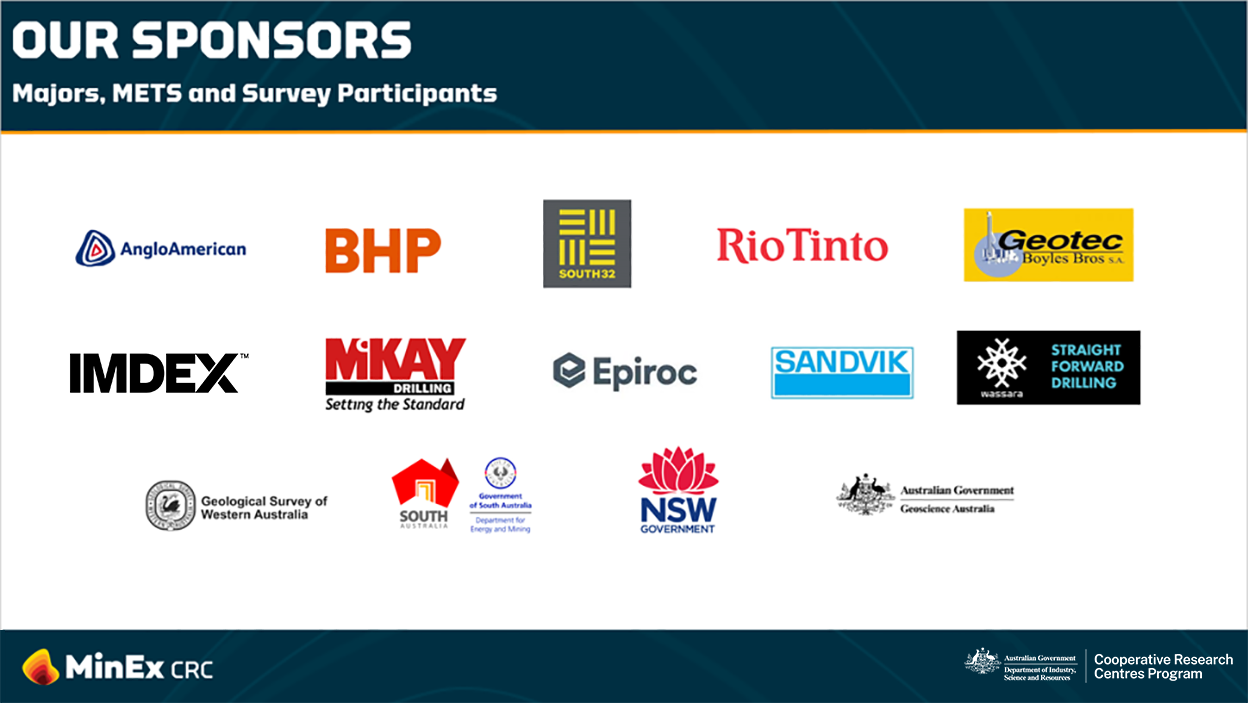 OUR SPONSORS
Majors, METS and Survey Participants
AngloAmerican
BHP
SOUTH32
RioTinto
Geotec
Boyles Bros S.A.
IMDEX™
McKAY
DRILLING
Setting the Standard
Epiroc
SANDVIK
wassara
STRAIGHT
FORWARD
DRILLING
Geological Survey of
Western Australia
SOUTH
AUSTRALIA
Government
of South Australia
Department for
Energy and Mining
NSW
GOVERNMENT
Australian Government
Geoscience Australia
MinEx CRC
Australian Government
Department of Industry,
Science and Resources
Cooperative Research
Centres Program